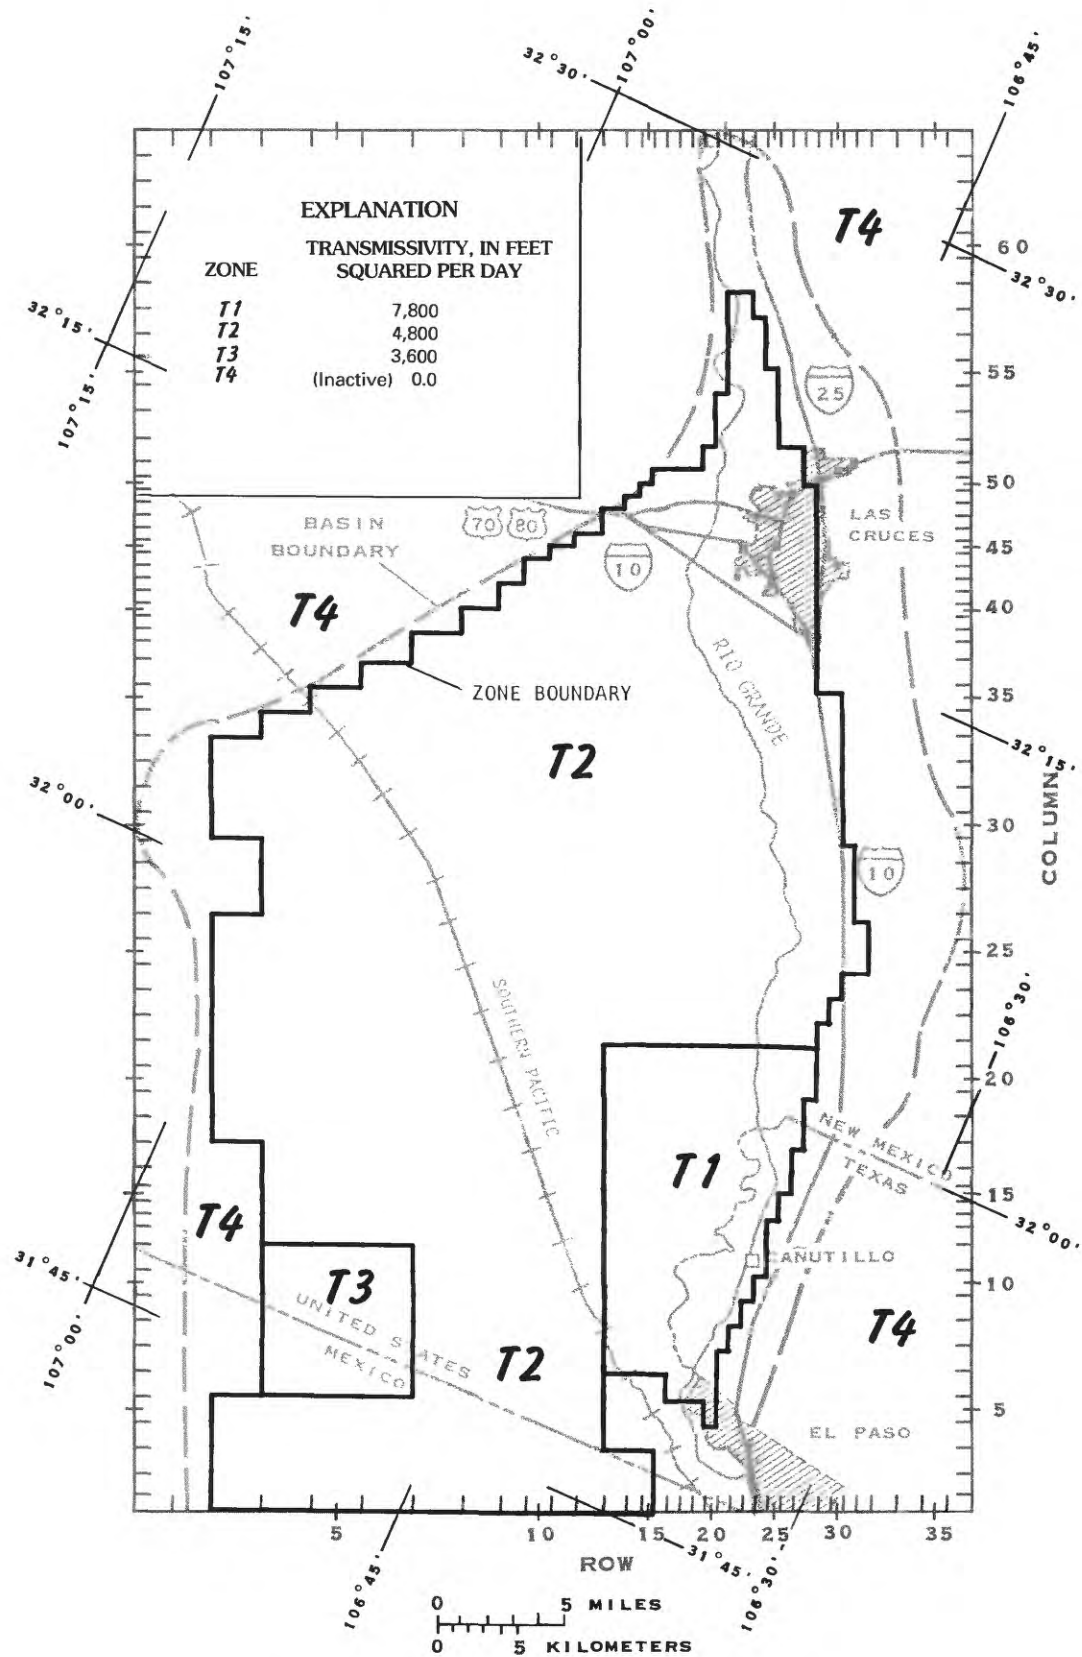 107°15'
32°30'
107°00'
106°45'
EXPLANATION
TRANSMISSIVITY, IN FEET
SQUARED PER DAY
ZONE
T1 7,800
T2 4,800
T3 3,600
T4 (Inactive) 0.0
T4
60
32°30'
32°15'
107°15'
55
25
50
BASIN
BOUNDARY
70 80
10
LAS
CRUCES
45
40
T4
RIO GRANDE
ZONE BOUNDARY
35
T2
32°15'
32°00'
30
COLUMN
10
25
SOUTHERN PACIFIC
106°30'
20
NEW MEXICO
TEXAS
T1
15
T4
32°00'
CAÑUTILLO
31°45'
T3
10
UNITED STATES
MEXICO
T4
107°00'
T2
5
EL PASO
5 10 15 20 25 30 35
ROW
31°45'
106°45'
106°30'
0 5 MILES
0 5 KILOMETERS